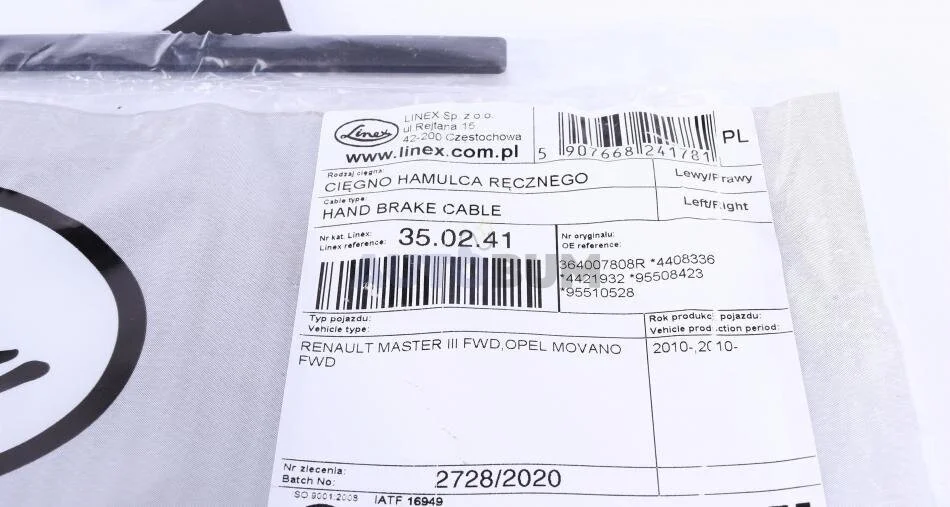 Linex
LINEX Sp. z o.o.
ul.Rejtana 15
42-200 Czestochowa
www.linex.com.pl
5 907668 241781
PL
Rodzaj cięgna:
CIĘGNO HAMULCA RĘCZNEGO
Lewy/Prawy
Cable type:
HAND BRAKE CABLE
Left/Right
Nr kat. Linex:
Linex reference:
35.02.41
Nr oryginału:
OE reference:
364007808R *4408336
*4421932 *95508423
*95510528
AUTOBUM
Typ pojazdu:
Vehicle type:
RENAULT MASTER III FWD,OPEL MOVANO
FWD
Rok produkcji pojazdu:
Vehicle production period:
2010-,2010-
Nr zlecenia:
Batch No:
2728/2020
ISO 9001:2008
IATF 16949